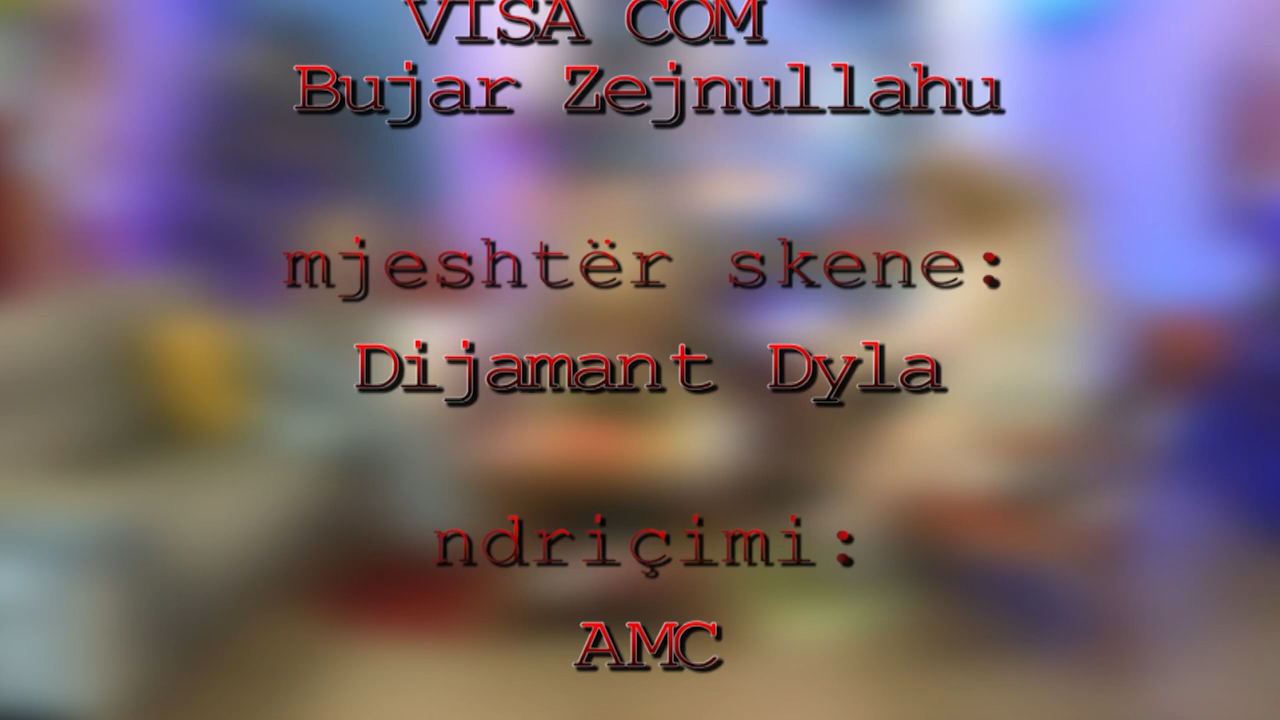 VISA COM
Bujar Zejnullahu
mjeshtër skene:
Dijamant Dyla
ndriçimi:
AMC